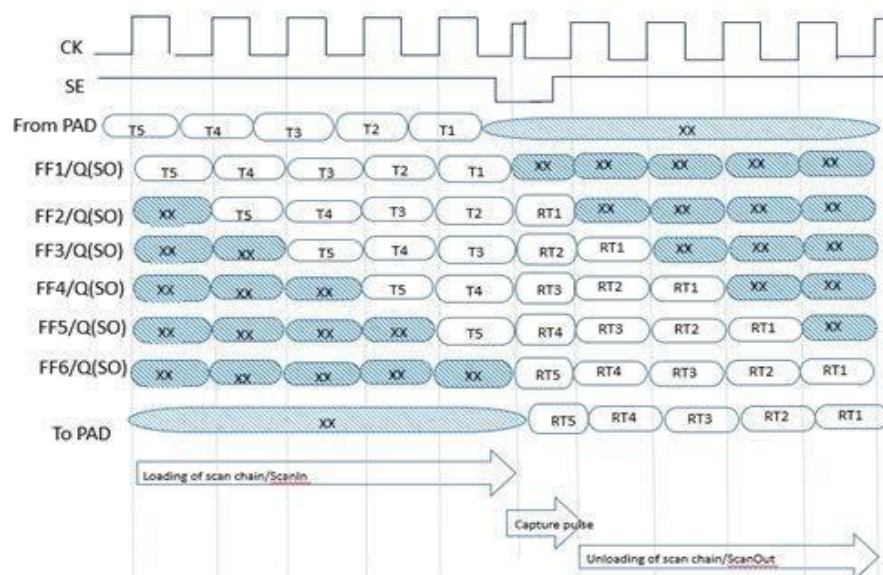 CK
SE
From PAD T5 T4 T3 T2 T1 XX
FF1/Q(SO) T5 T4 T3 T2 T1 XX XX XX XX XX
FF2/Q(SO) XX T5 T4 T3 T2 RT1 XX XX XX XX
FF3/Q(SO) XX XX T5 T4 T3 RT2 RT1 XX XX XX
FF4/Q(SO) XX XX XX T5 T4 RT3 RT2 RT1 XX XX
FF5/Q(SO) XX XX XX XX T5 RT4 RT3 RT2 RT1 XX
FF6/Q(SO) XX XX XX XX XX RT5 RT4 RT3 RT2 RT1
To PAD XX RT5 RT4 RT3 RT2 RT1
Loading of scan chain/ScanIn
Capture pulse
Unloading of scan chain/ScanOut